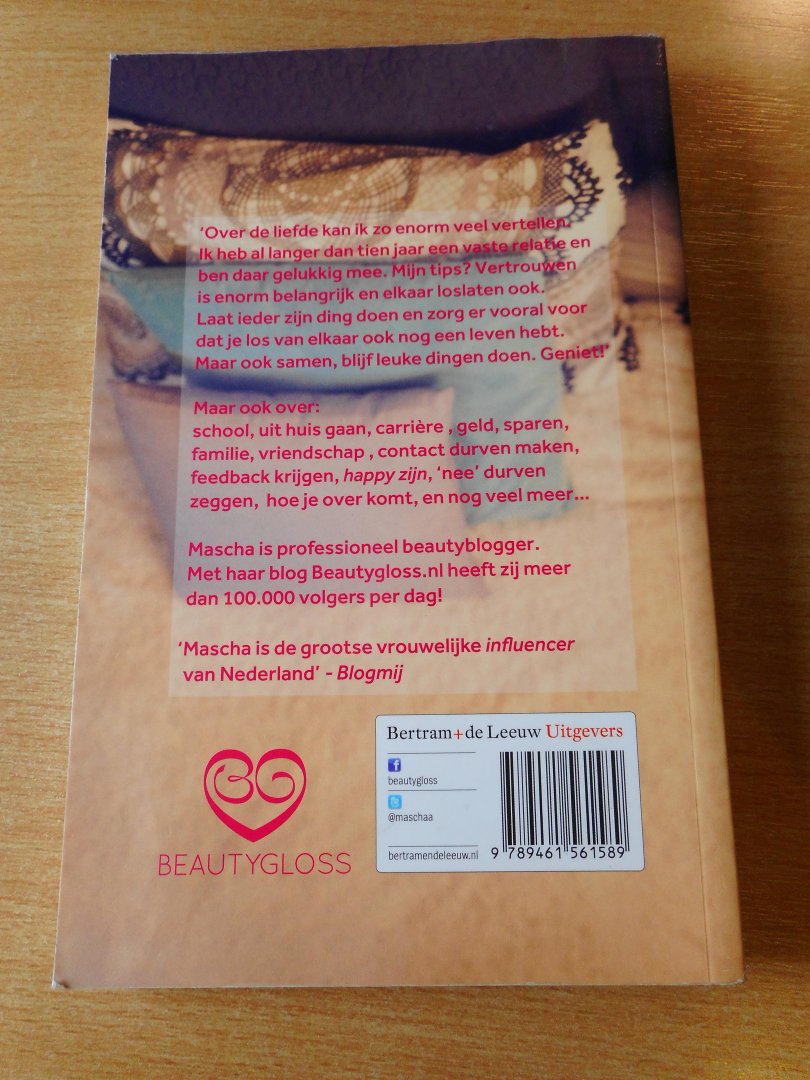 ‘Over de liefde kan ik zo enorm veel vertellen.
Ik heb al langer dan tien jaar een vaste relatie en
ben daar gelukkig mee. Mijn tips? Vertrouwen
is enorm belangrijk en elkaar loslaten ook.
Laat ieder zijn ding doen en zorg er vooral voor
dat je los van elkaar ook nog een leven hebt.
Maar ook samen, blijf leuke dingen doen. Geniet!’
Maar ook over:
school, uit huis gaan, carrière , geld, sparen,
familie, vriendschap , contact durven maken,
feedback krijgen, happy zijn, ‘nee’ durven
zeggen, hoe je over komt, en nog veel meer...
Mascha is professioneel beautyblogger.
Met haar blog Beautygloss.nl heeft zij meer
dan 100.000 volgers per dag!
‘Mascha is de grootse vrouwelijke influencer
van Nederland’ - Blogmij
BG
BEAUTYGLOSS
Bertram+de Leeuw Uitgevers
f
beautygloss
@maschaa
bertramendeleeuw.nl
9 789461 561589